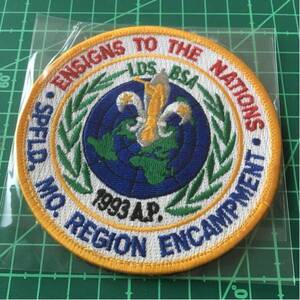 ENSIGNS TO THE NATIONS
LDS BSA
1993 A.P.
• SPFLD. MO. REGION ENCAMPMENT •